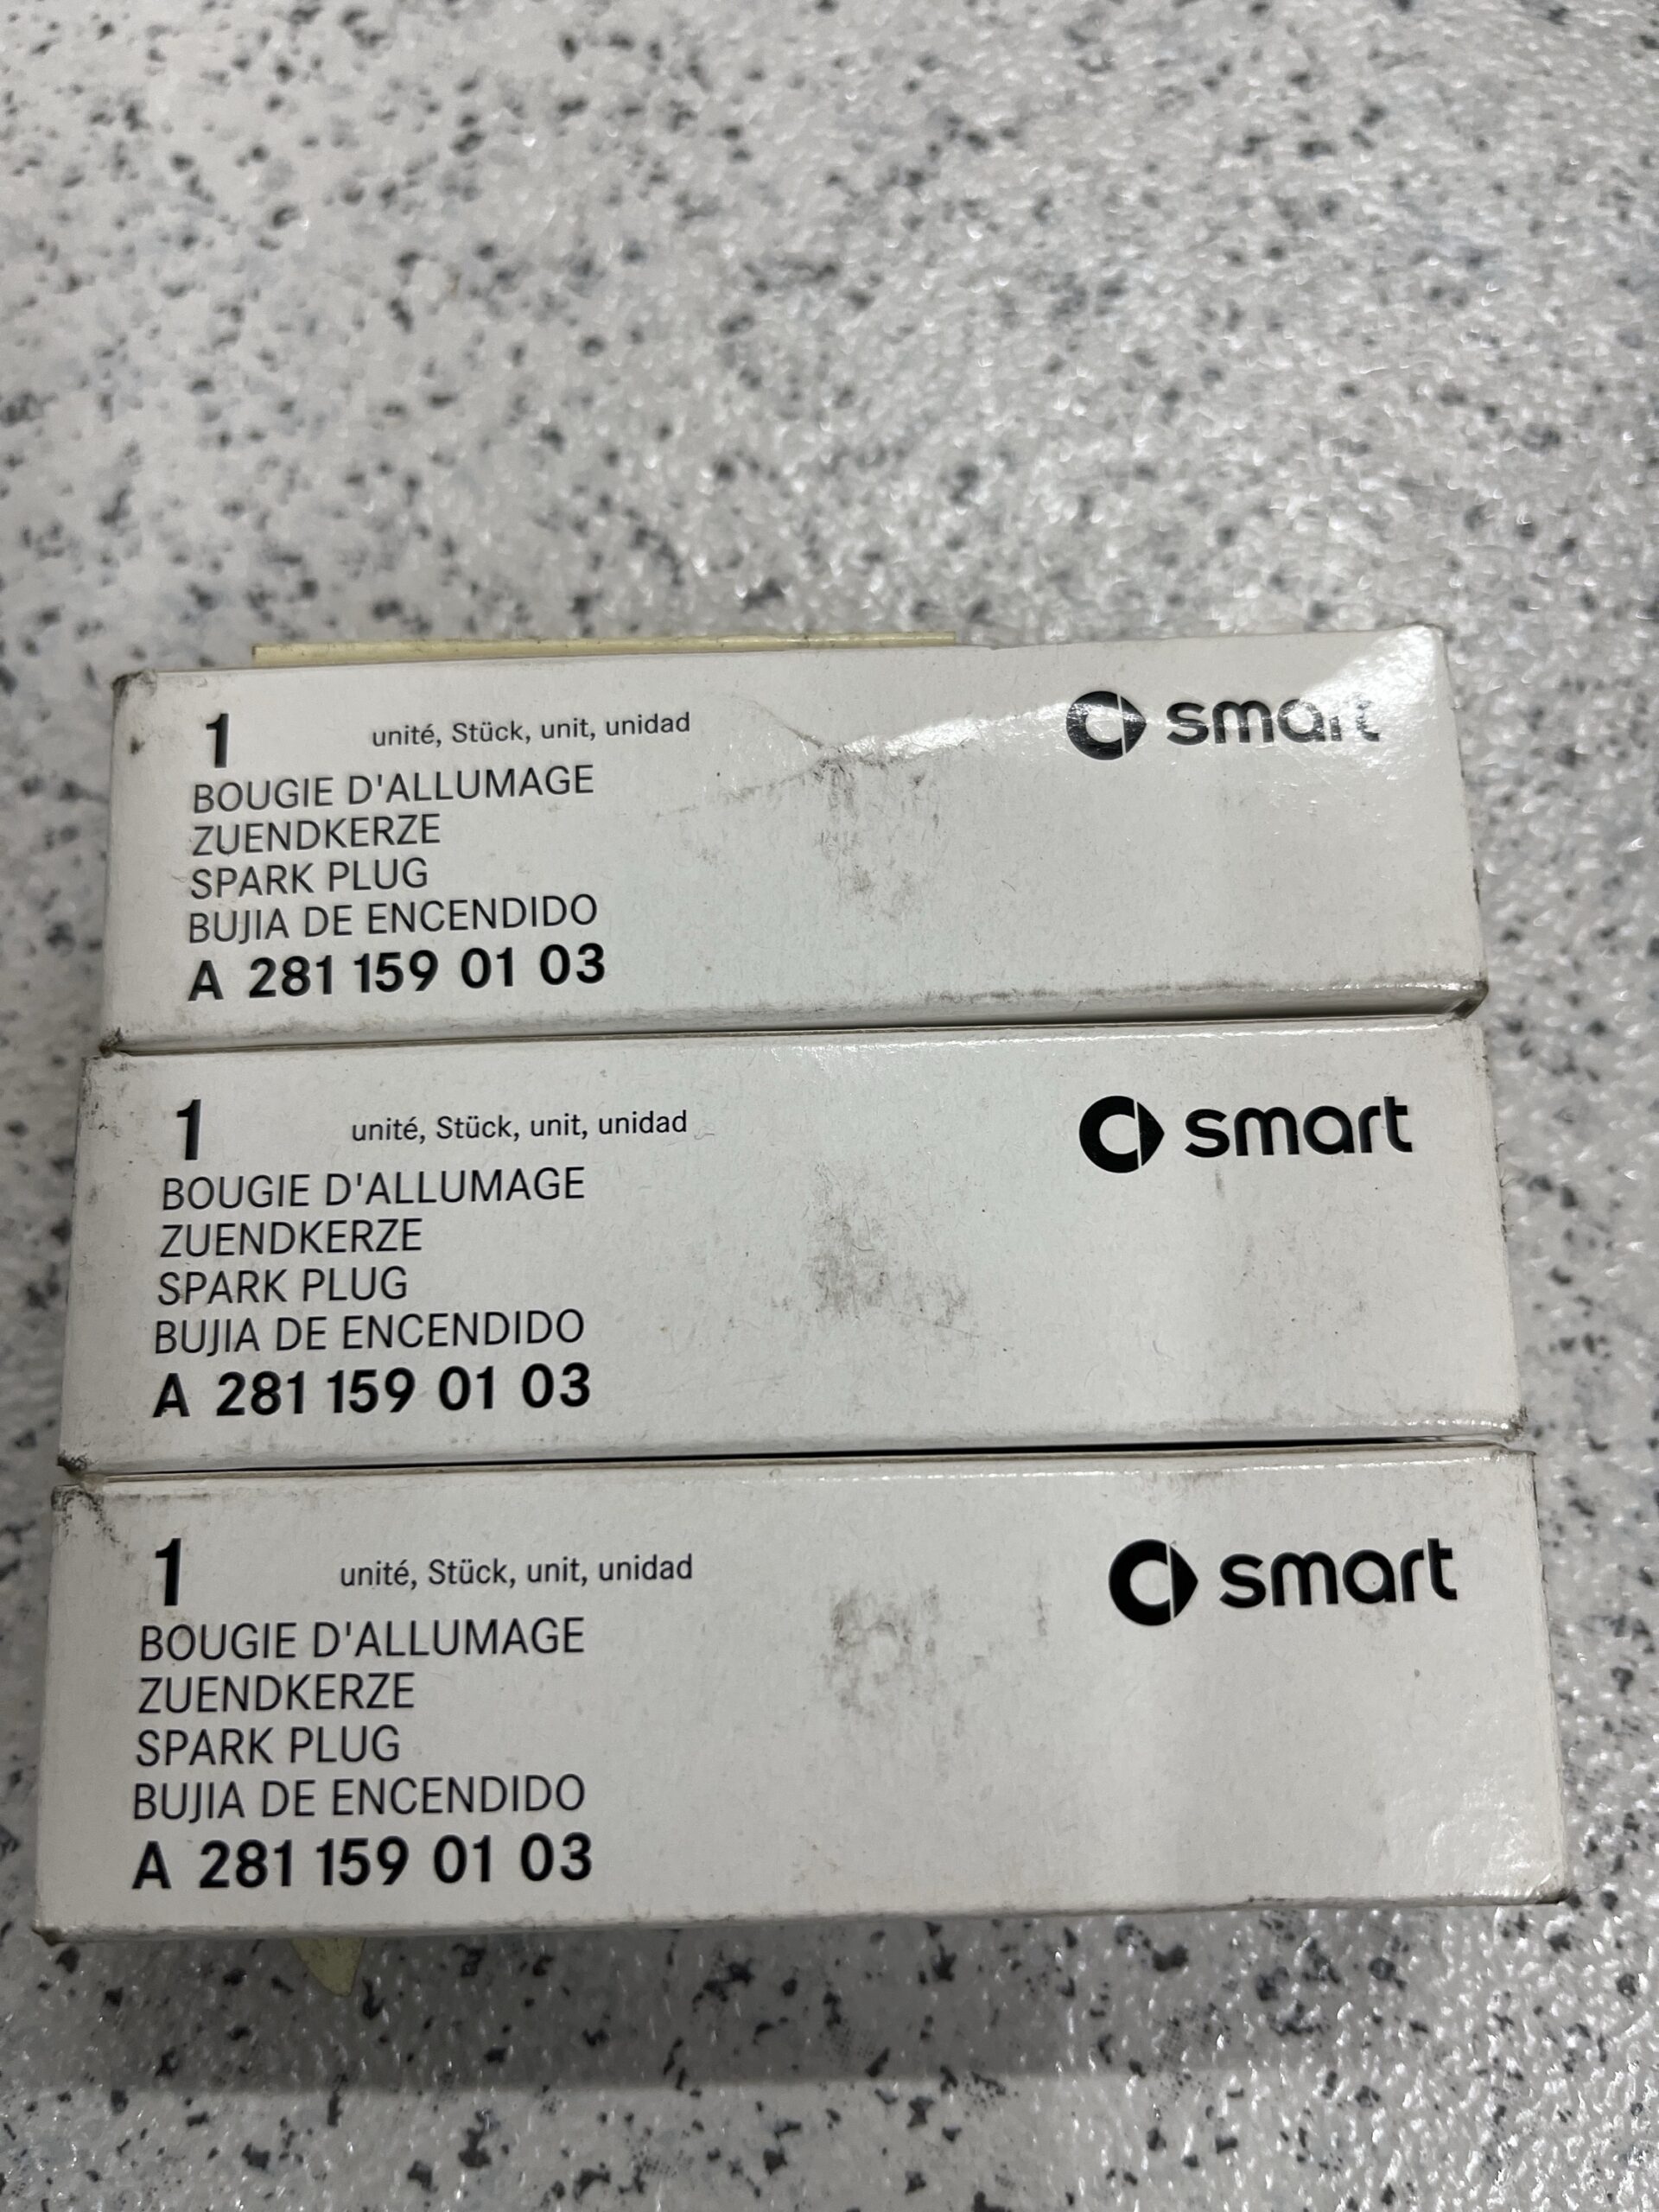 1 unité, Stück, unit, unidad smart
BOUGIE D'ALLUMAGE
ZUENDKERZE
SPARK PLUG
BUJIA DE ENCENDIDO
A 281 159 01 03
1 unité, Stück, unit, unidad smart
BOUGIE D'ALLUMAGE
ZUENDKERZE
SPARK PLUG
BUJIA DE ENCENDIDO
A 281 159 01 03
1 unité, Stück, unit, unidad smart
BOUGIE D'ALLUMAGE
ZUENDKERZE
SPARK PLUG
BUJIA DE ENCENDIDO
A 281 159 01 03